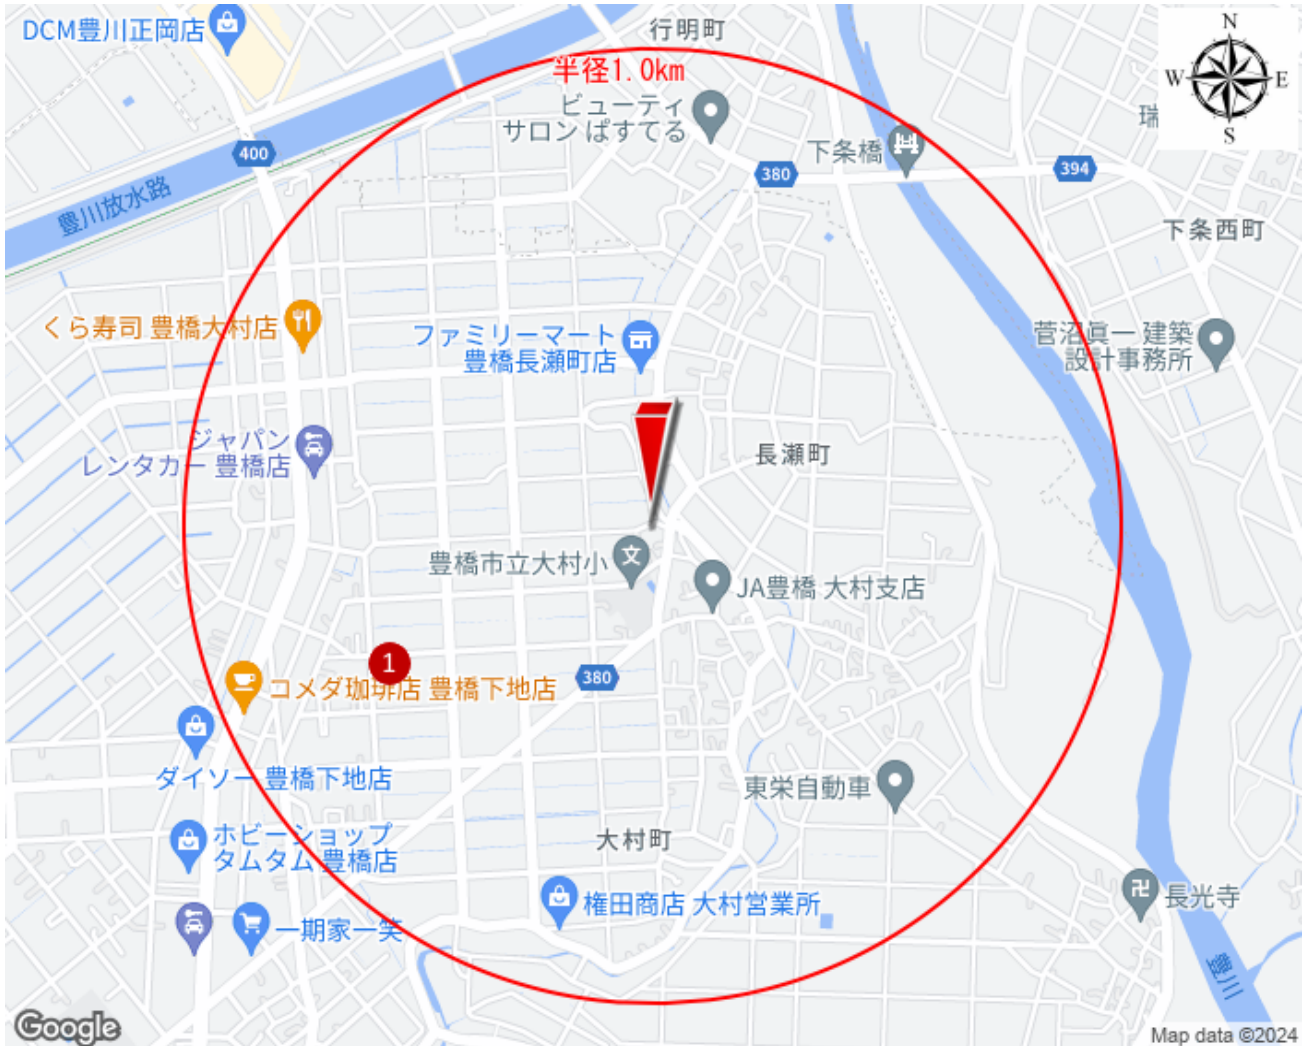 DCM豊川正岡店
行明町
N
W
E
S
半径1.0km
ビューティ
サロン ぱすてる
瑞
下条橋
400
380
394
豊川放水路
下条西町
くら寿司 豊橋大村店
ファミリーマート
豊橋長瀬町店
菅沼眞一 建築
設計事務所
ジャパン
レンタカー 豊橋店
長瀬町
豊橋市立大村小
文
JA豊橋 大村支店
1
380
コメダ珈琲店 豊橋下地店
ダイソー 豊橋下地店
東栄自動車
ホビーショップ
タムタム 豊橋店
大村町
権田商店 大村営業所
卍
長光寺
一期家一笑
豊川
Google
Map data ©2024